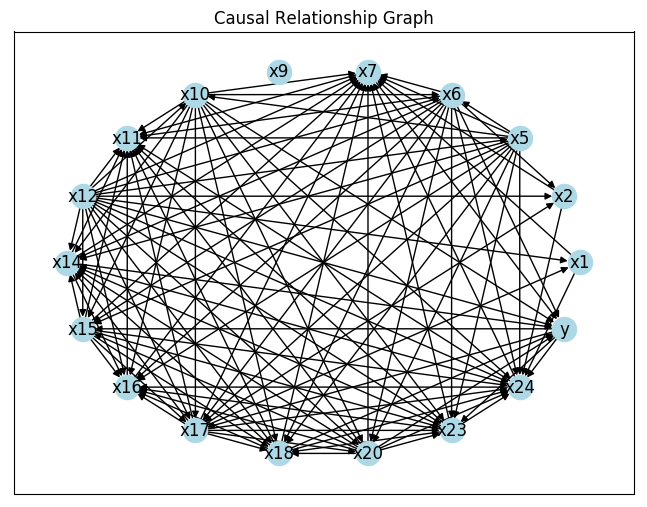 Causal Relationship Graph
x9
x7
x10
x6
x11
x5
x12
x2
x14
x1
x15
y
x16
x24
x17
x23
x18
x20